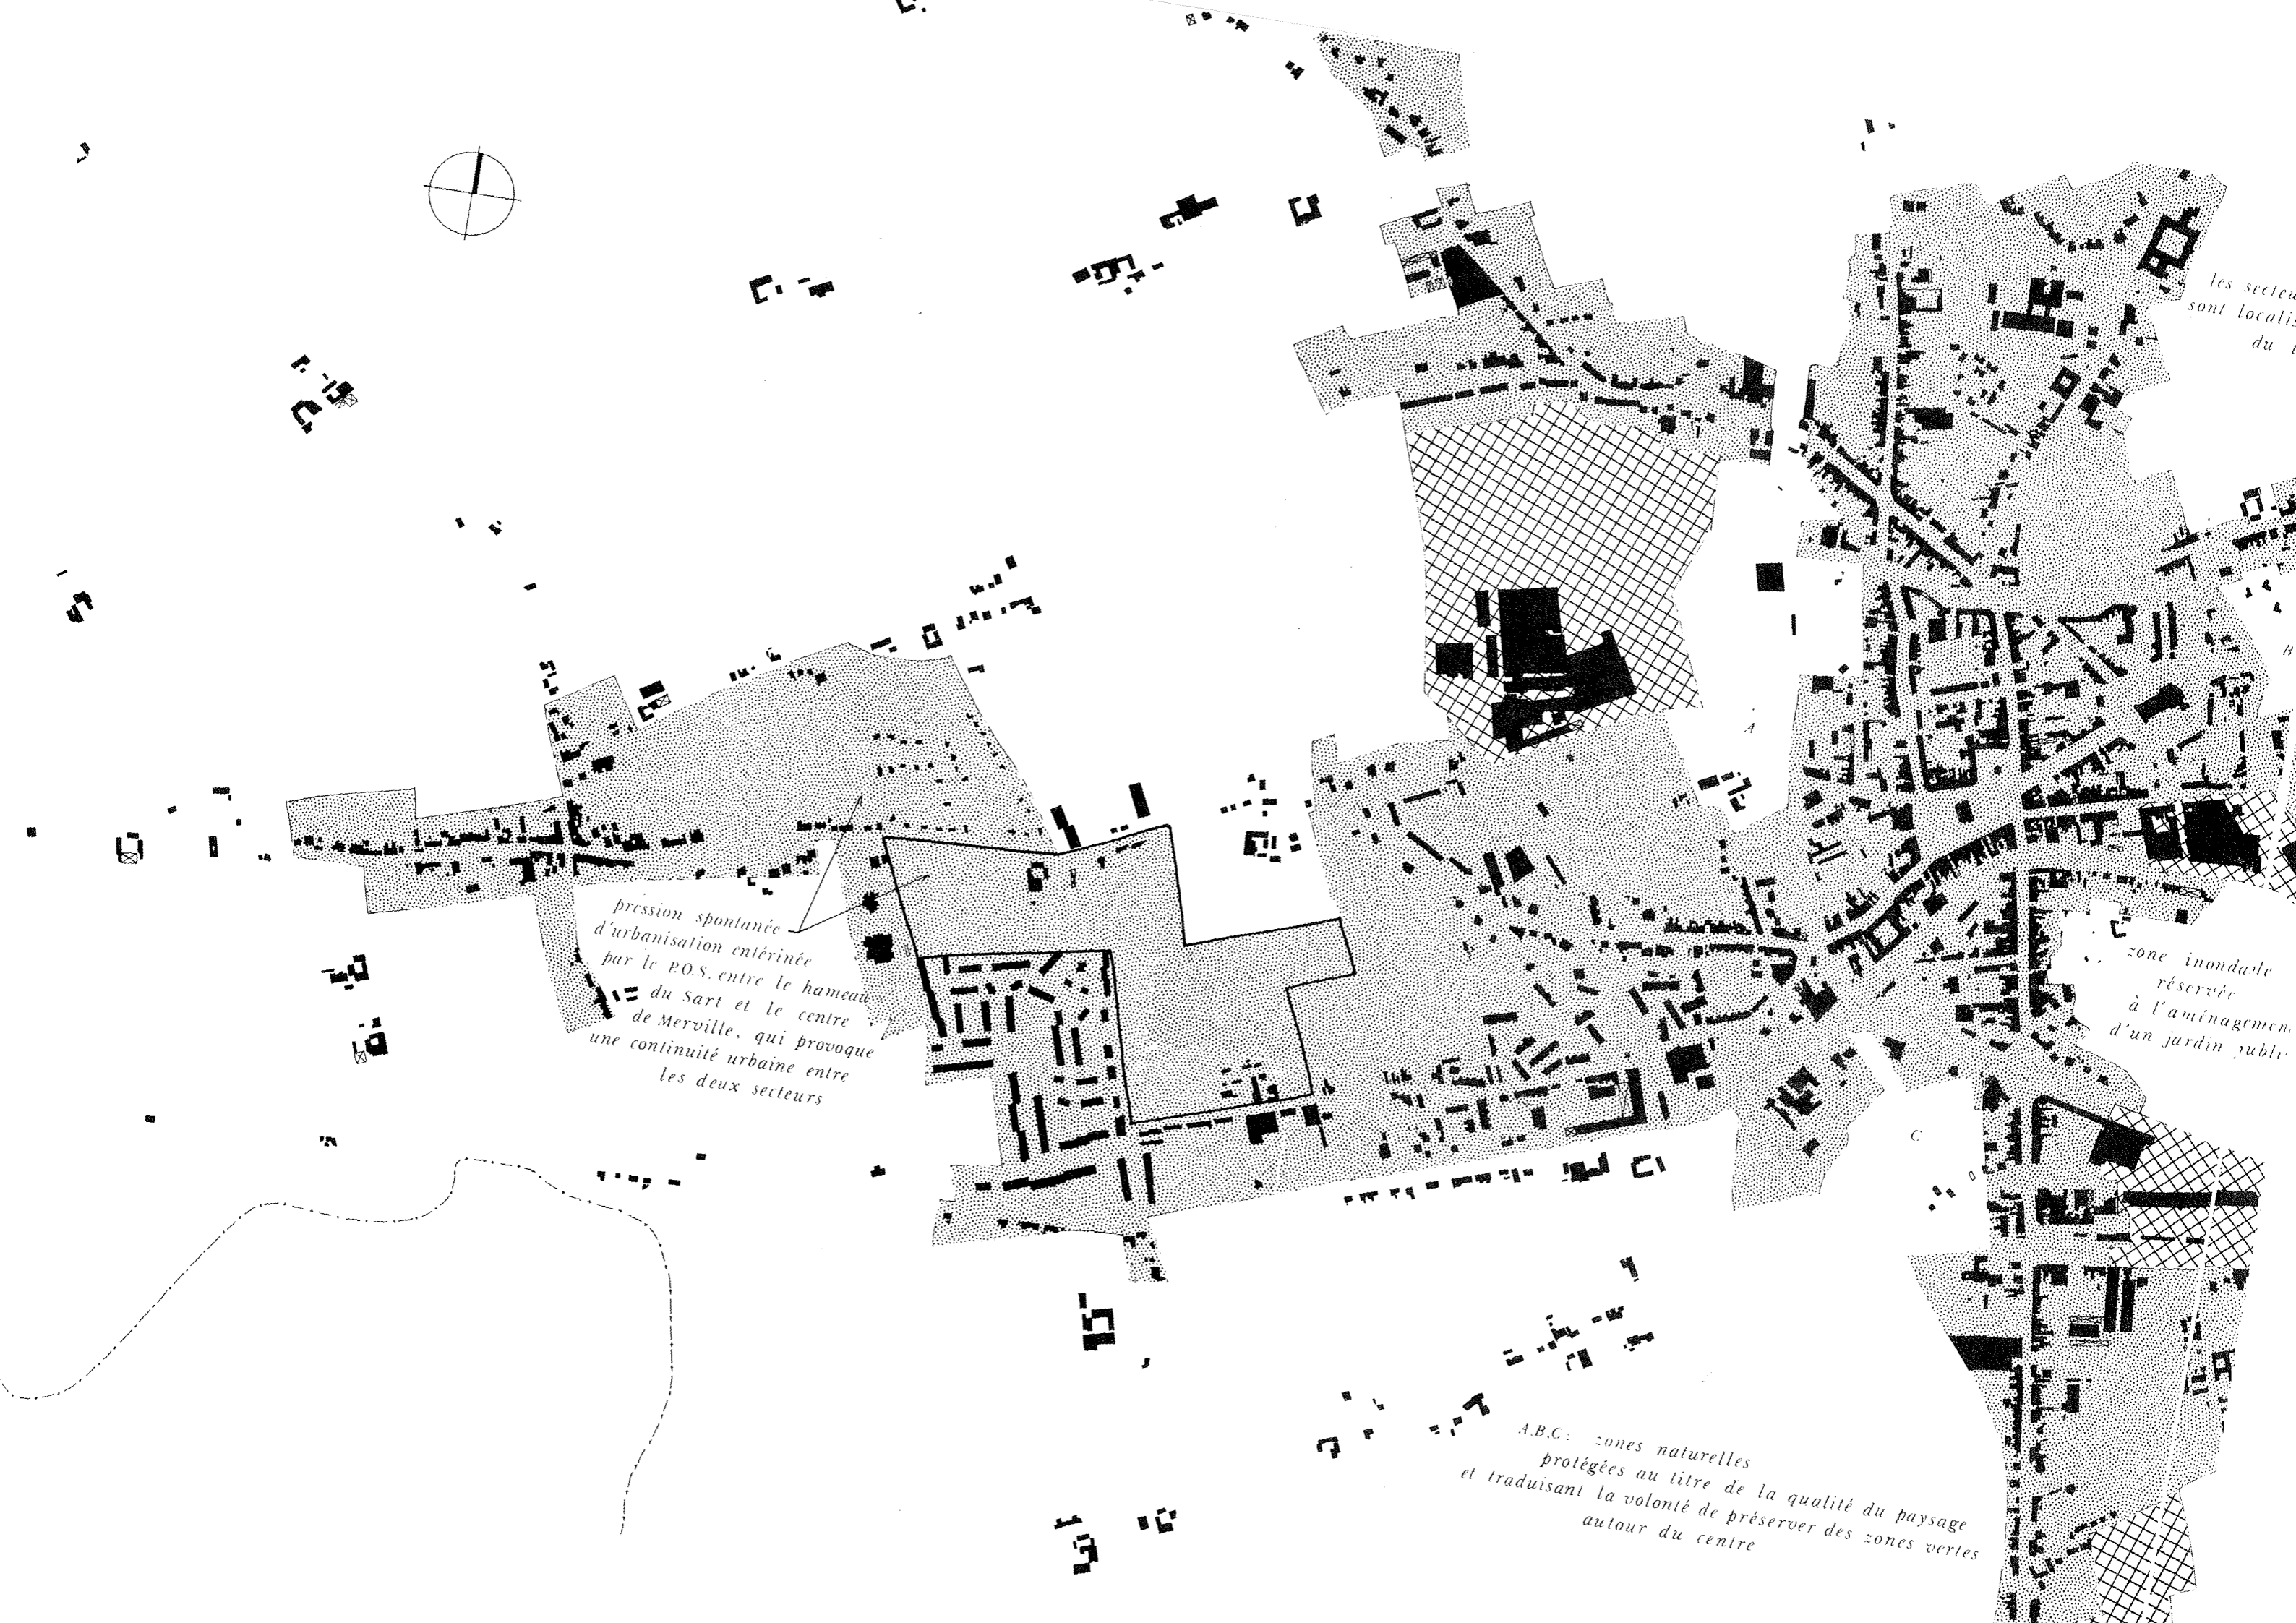 les secteu
sont locali
du
B
A
pression spontanée
d'urbanisation entérinée
par le P.O.S. entre le hameau
du Sart et le centre
de Merville, qui provoque
une continuité urbaine entre
les deux secteurs
zone inondable
réservée
à l'aménagemen
d'un jardin publi
C
A.B.C: zones naturelles
protégées au titre de la qualité du paysage
et traduisant la volonté de préserver des zones vertes
autour du centre